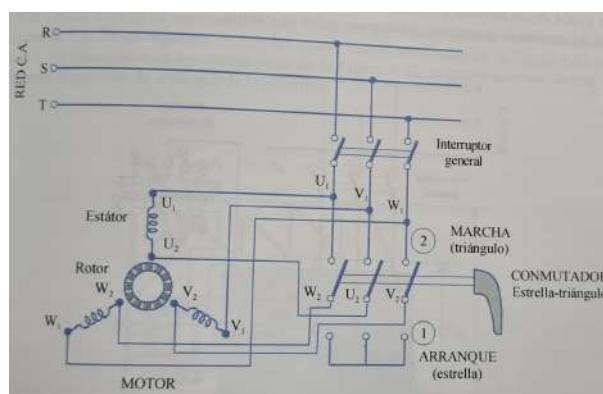 RED C.A.
R
S
T
Interruptor
general
U1
V1
W1
U1
Estátor
U2
Rotor
W2
V2
W1
V1
MOTOR
2
MARCHA
(triángulo)
W2
U2
V2
CONMUTADOR
Estrella-triángulo
1
ARRANQUE
(estrella)